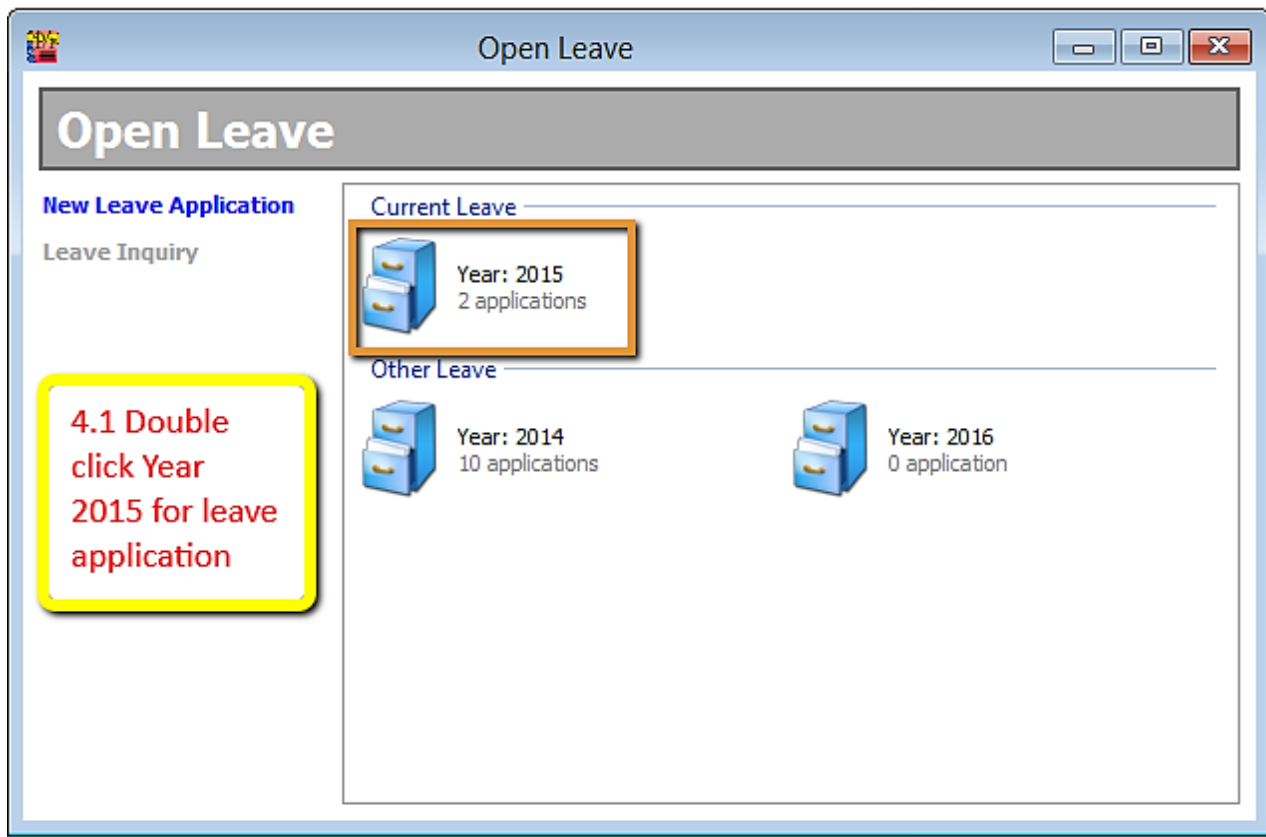 Open Leave
Open Leave
New Leave Application
Leave Inquiry
Current Leave
Year: 2015
2 applications
Other Leave
Year: 2014
10 applications
Year: 2016
0 application
4.1 Double
click Year
2015 for leave
application